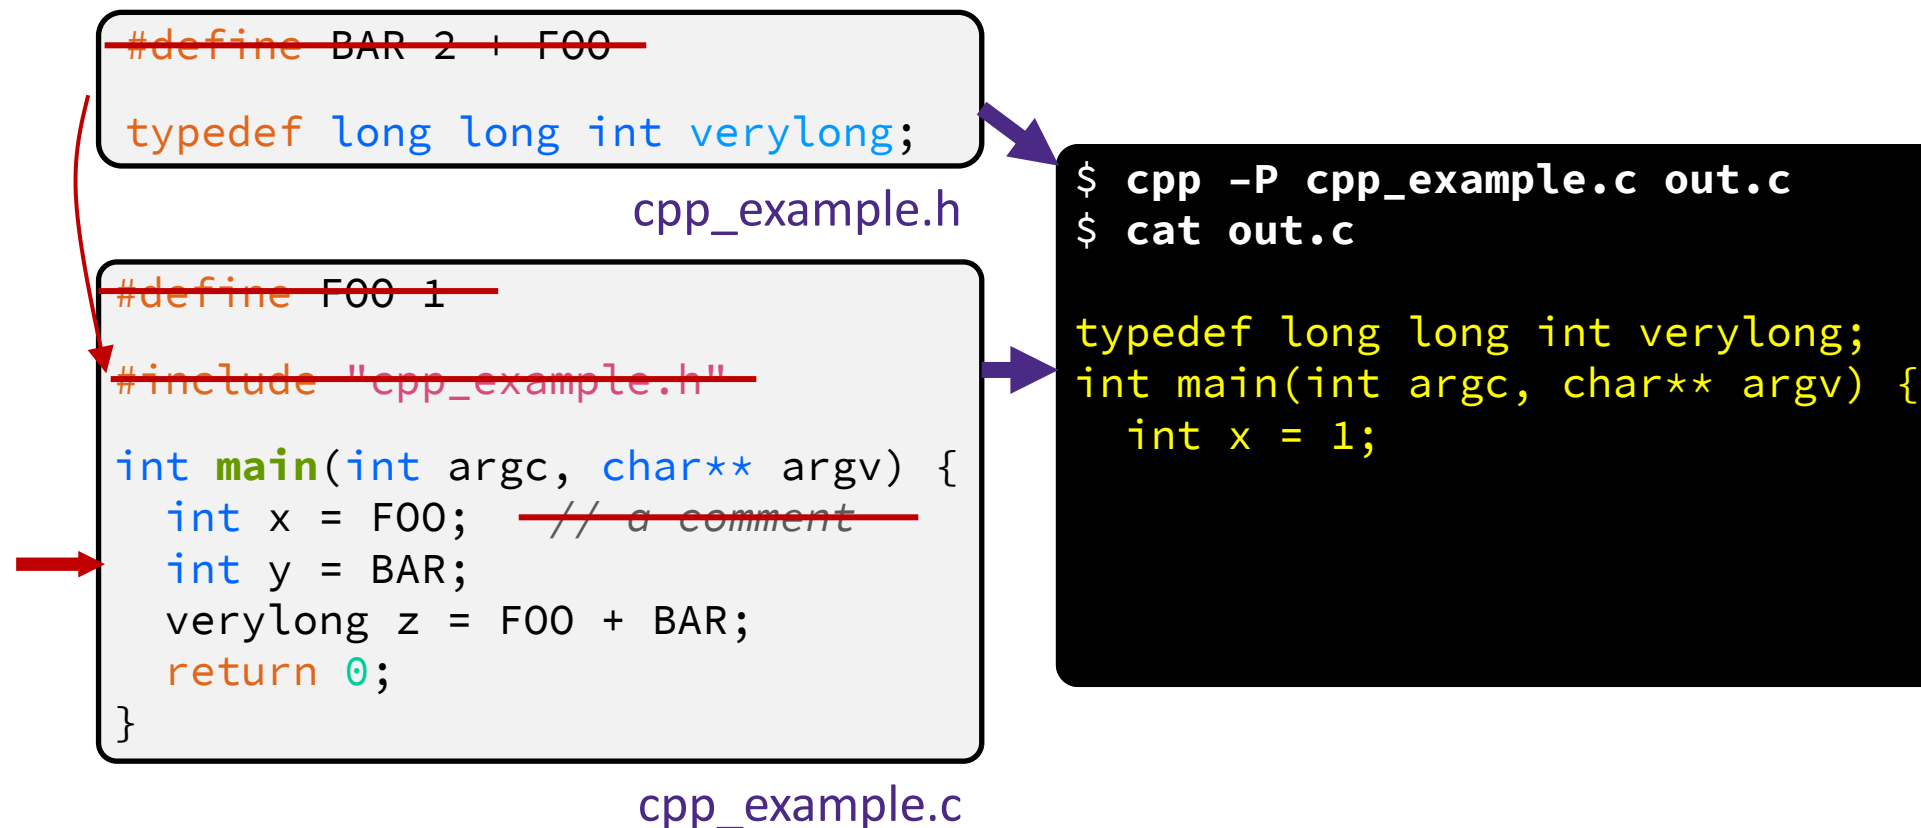 #define BAR 2 + FOO
typedef long long int verylong;
cpp_example.h
#define FOO 1
#include "cpp_example.h"
int main(int argc, char** argv) {
  int x = FOO;   // a comment
  int y = BAR;
  verylong z = FOO + BAR;
  return 0;
}
cpp_example.c
$ cpp –P cpp_example.c out.c
$ cat out.c
typedef long long int verylong;
int main(int argc, char** argv) {
  int x = 1;